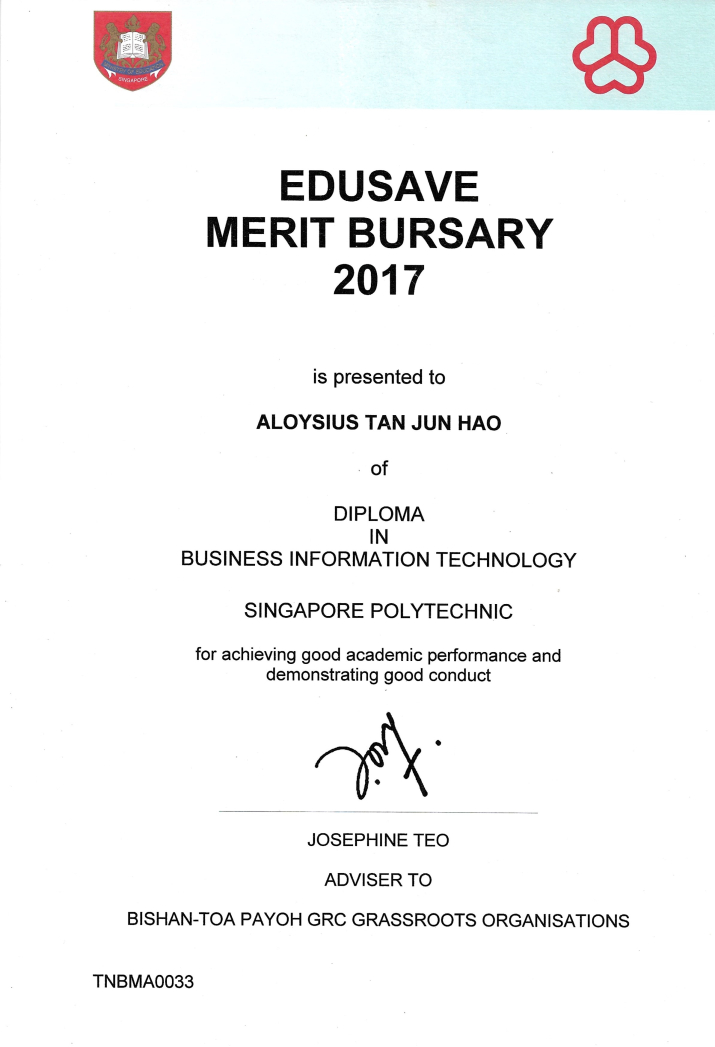 SINGAPORE
EDUSAVE
MERIT BURSARY
2017
is presented to
ALOYSIUS TAN JUN HAO
of
DIPLOMA
IN
BUSINESS INFORMATION TECHNOLOGY
SINGAPORE POLYTECHNIC
for achieving good academic performance and
demonstrating good conduct
JOSEPHINE TEO
ADVISER TO
BISHAN-TOA PAYOH GRC GRASSROOTS ORGANISATIONS
TNBMA0033